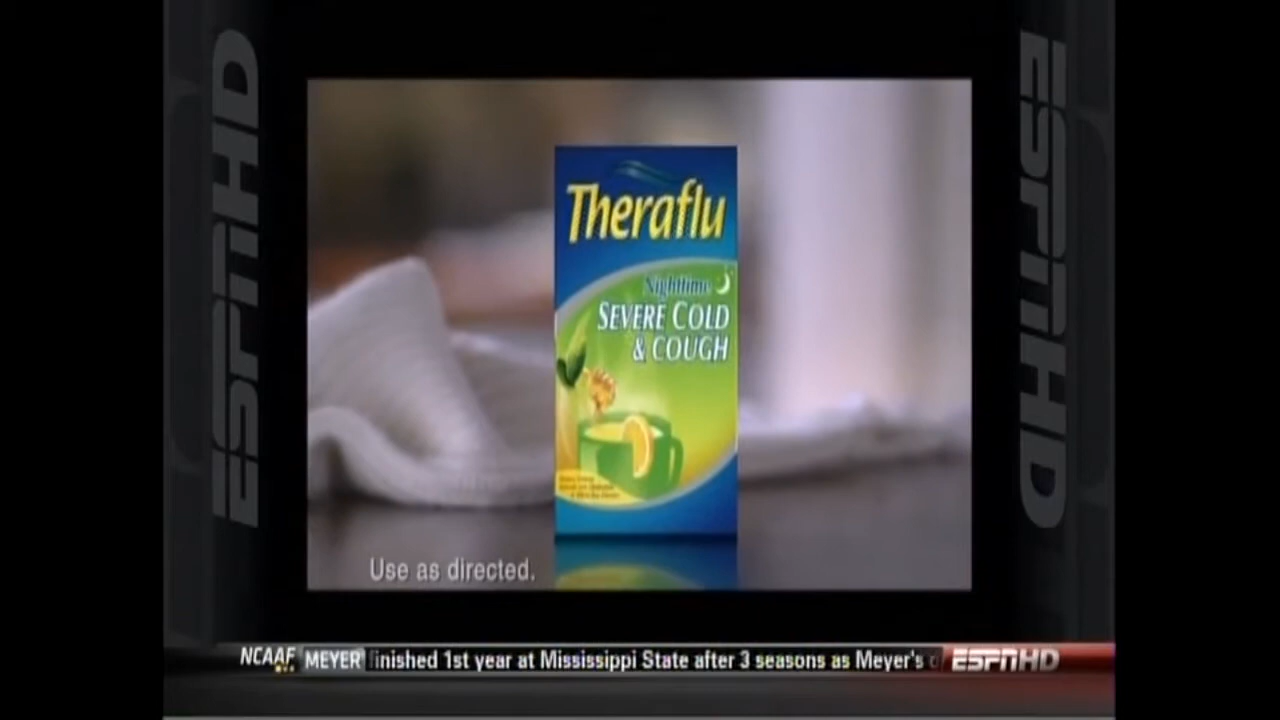 ESPNHD
ESPNHD
Theraflu
Nighttime
SEVERE COLD
& COUGH
Use as directed.
NCAAF MEYER inished 1st year at Mississippi State after 3 seasons as Meyer's ESPNHD